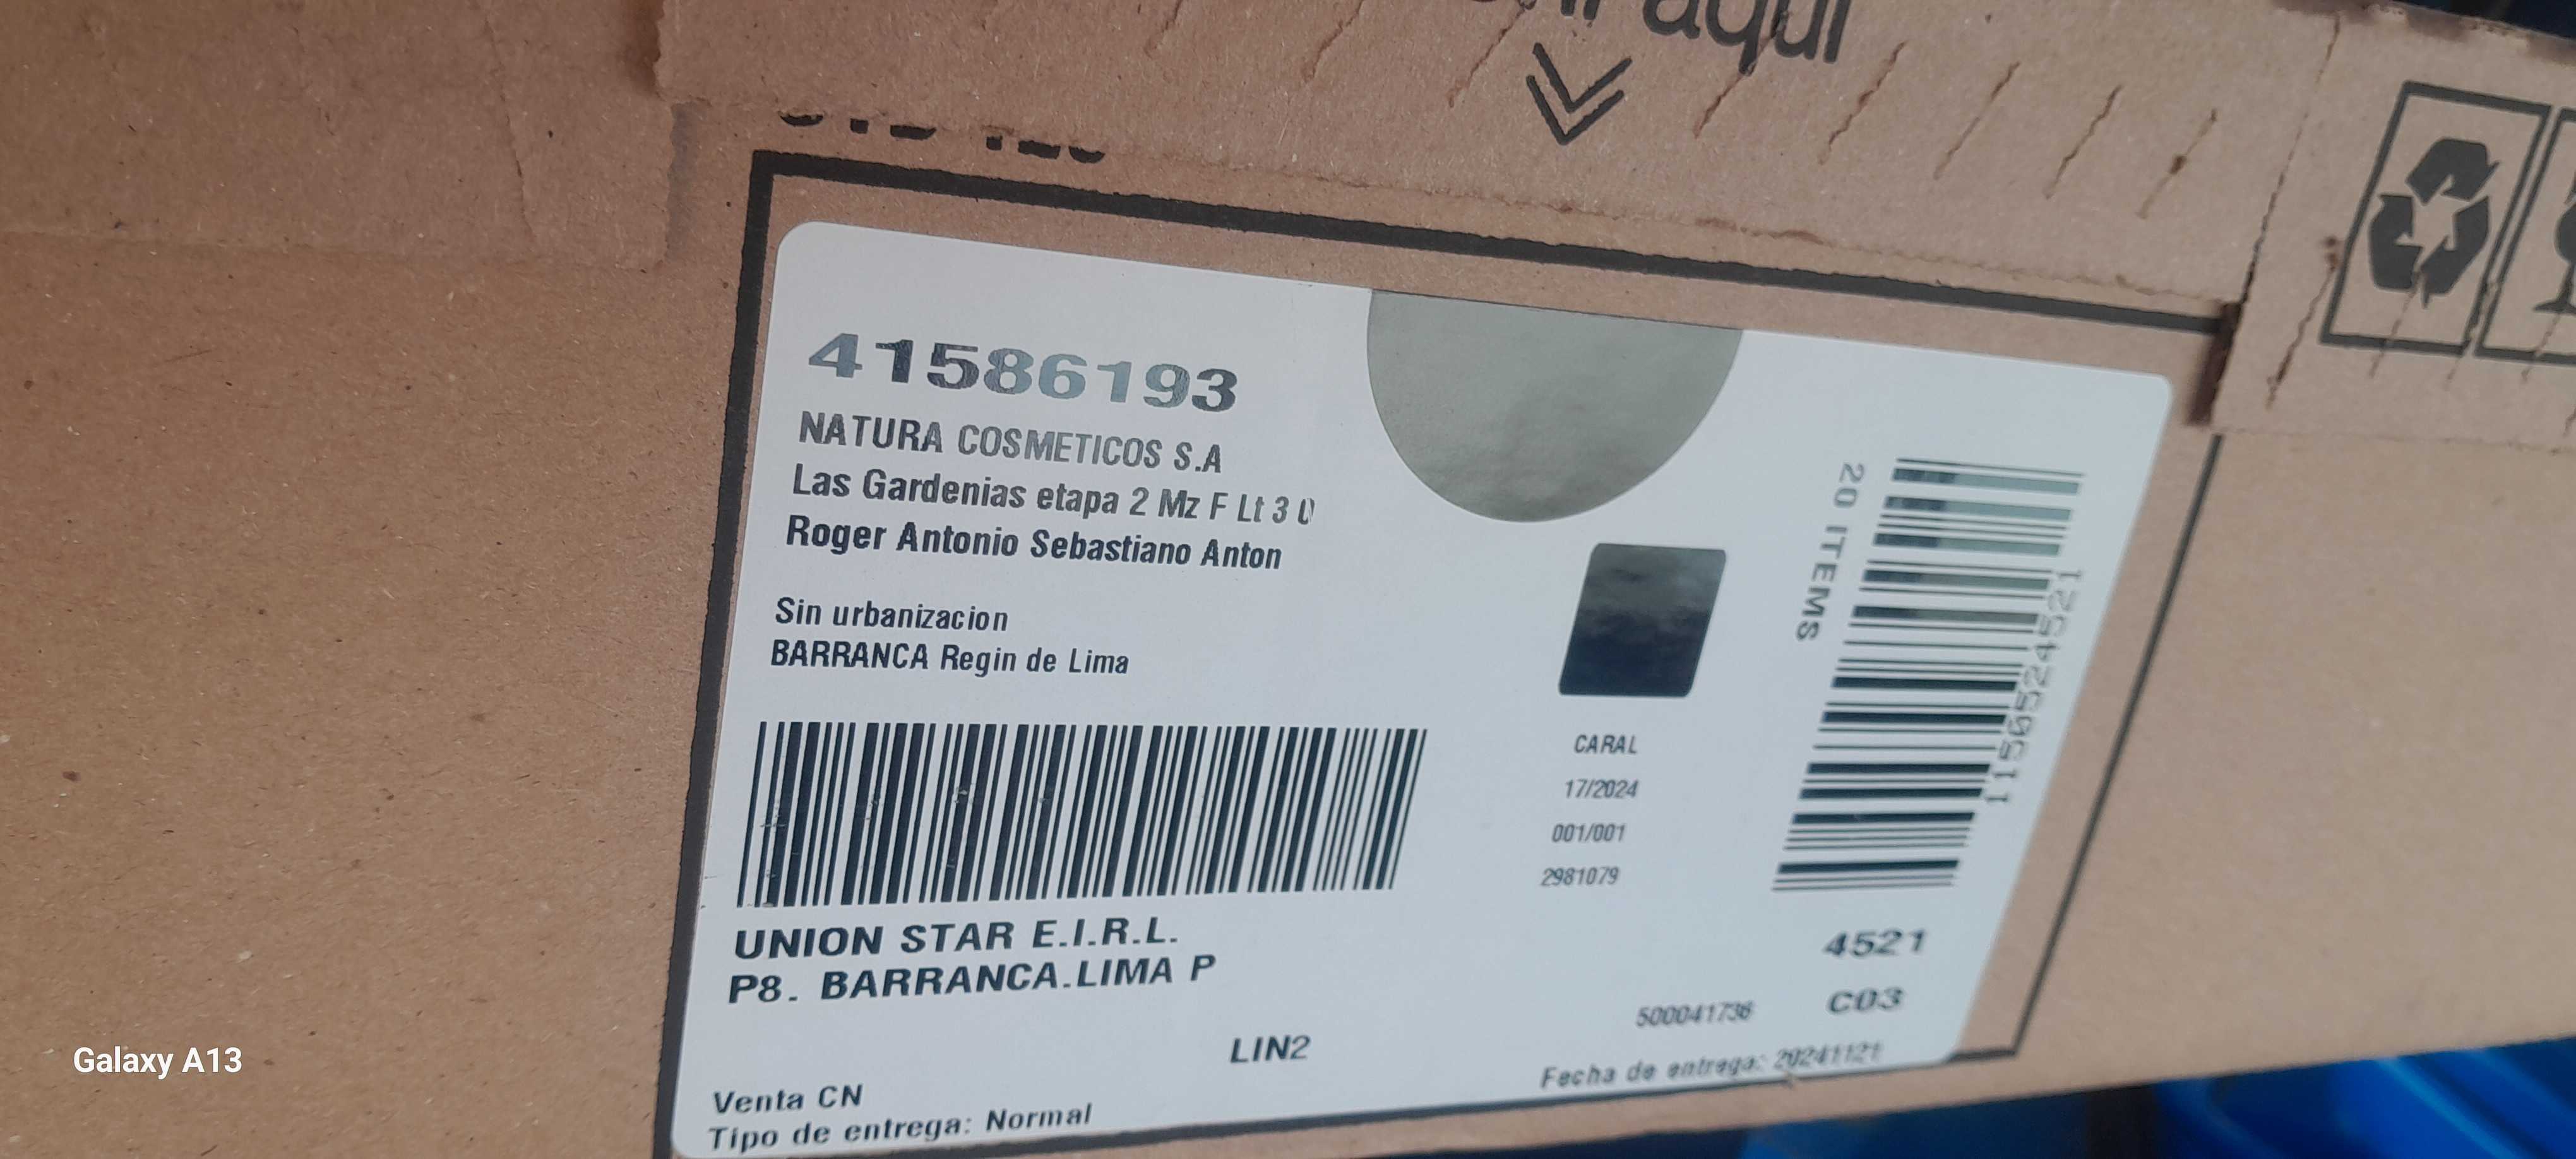 aquí
41586193
NATURA COSMETICOS S.A
Las Gardenias etapa 2 Mz F Lt 3 0
Roger Antonio Sebastiano Anton
Sin urbanizacion
BARRANCA Regin de Lima
20 ITEMS
1150592454521
CARAL
17/2024
001/001
2981079
UNION STAR E.I.R.L.
P8. BARRANCA.LIMA P
4521
C03
500041736
LIN2
Fecha de entrega: 20241121
Venta CN
Tipo de entrega: Normal
Galaxy A13